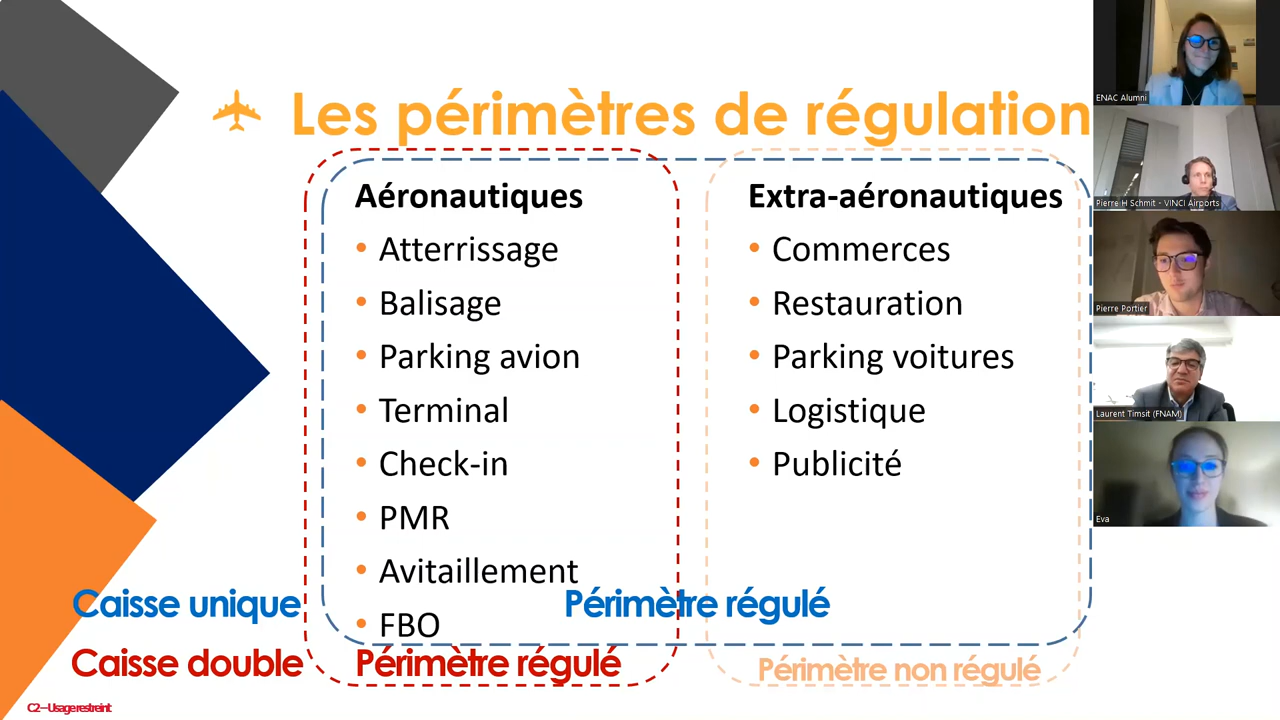 Les périmètres de régulation
Aéronautiques
• Atterrissage
• Balisage
• Parking avion
• Terminal
• Check-in
• PMR
• Avitaillement
• FBO
Extra-aéronautiques
• Commerces
• Restauration
• Parking voitures
• Logistique
• Publicité
Caisse unique
Périmètre régulé
Caisse double
Périmètre régulé
Périmètre non régulé
C2 – Usage restreint
ENAC Alumni
Pierre H Schmit - VINCI Airports
Pierre Portier
Laurent Timsit (FNAM)
Eva